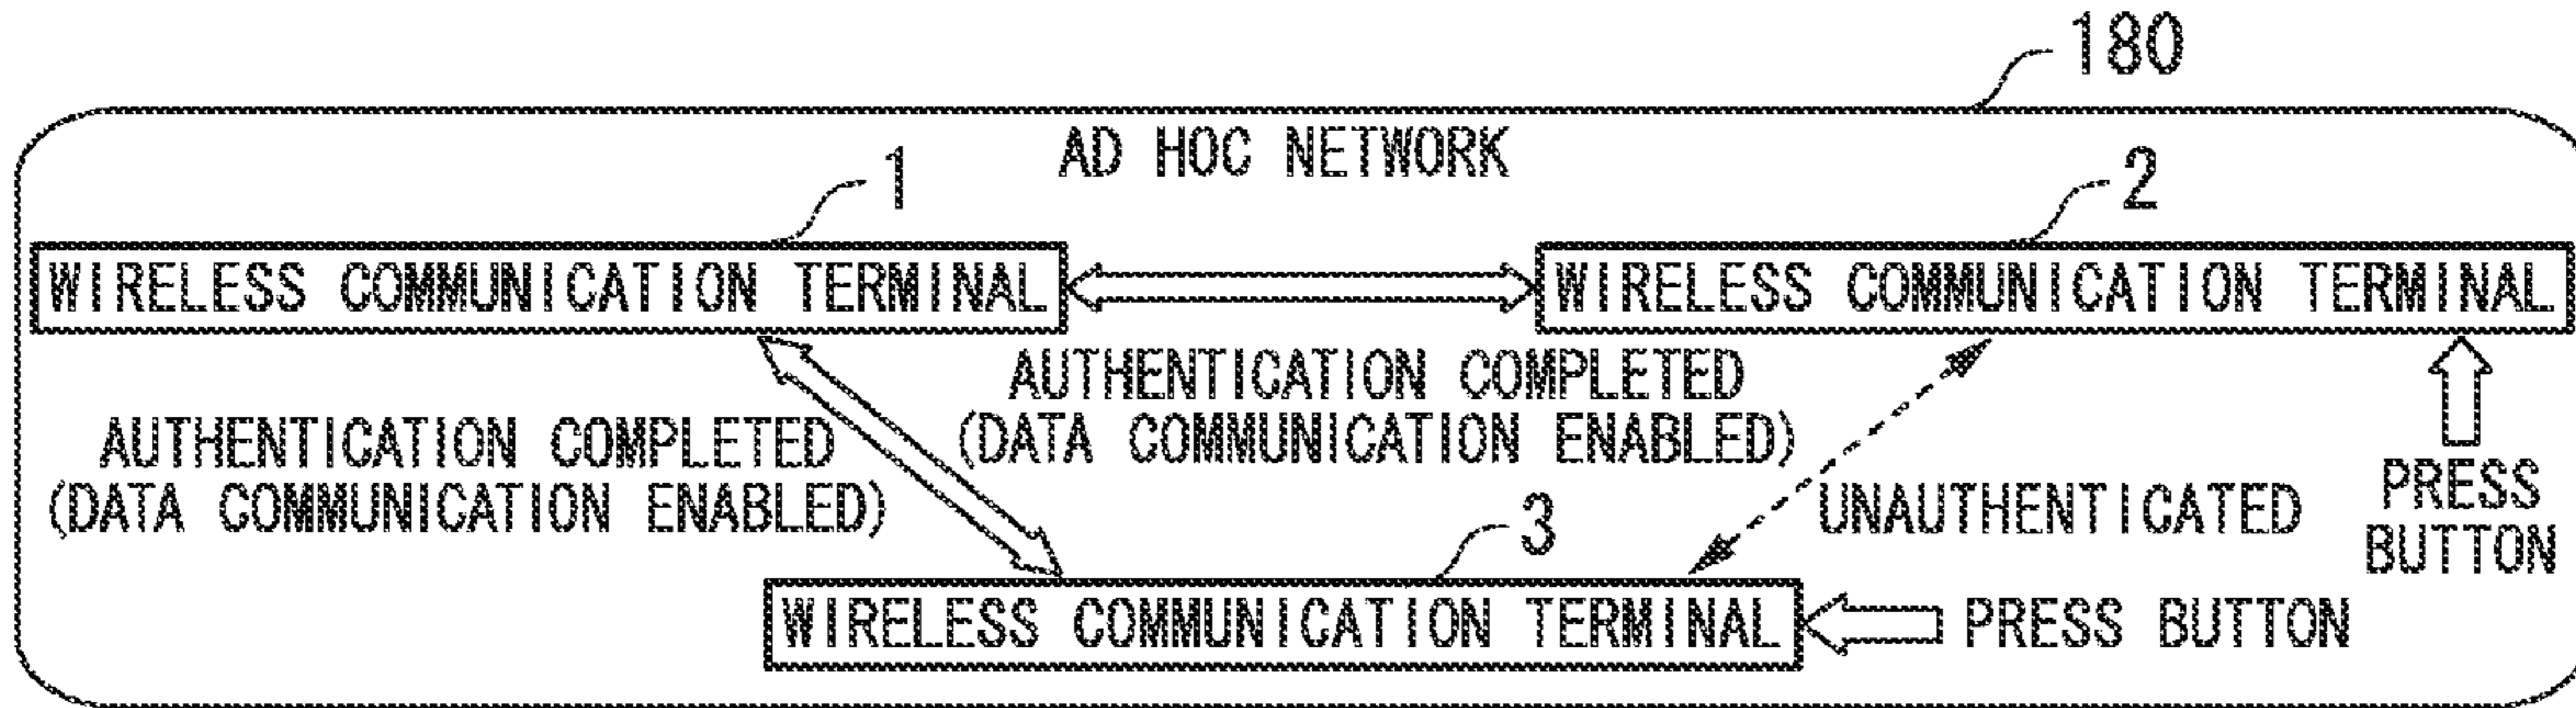 180
AD HOC NETWORK
1
2
WIRELESS COMMUNICATION TERMINAL
WIRELESS COMMUNICATION TERMINAL
AUTHENTICATION COMPLETED
(DATA COMMUNICATION ENABLED)
AUTHENTICATION COMPLETED
(DATA COMMUNICATION ENABLED)
UNAUTHENTICATED
PRESS
BUTTON
3
WIRELESS COMMUNICATION TERMINAL
PRESS BUTTON